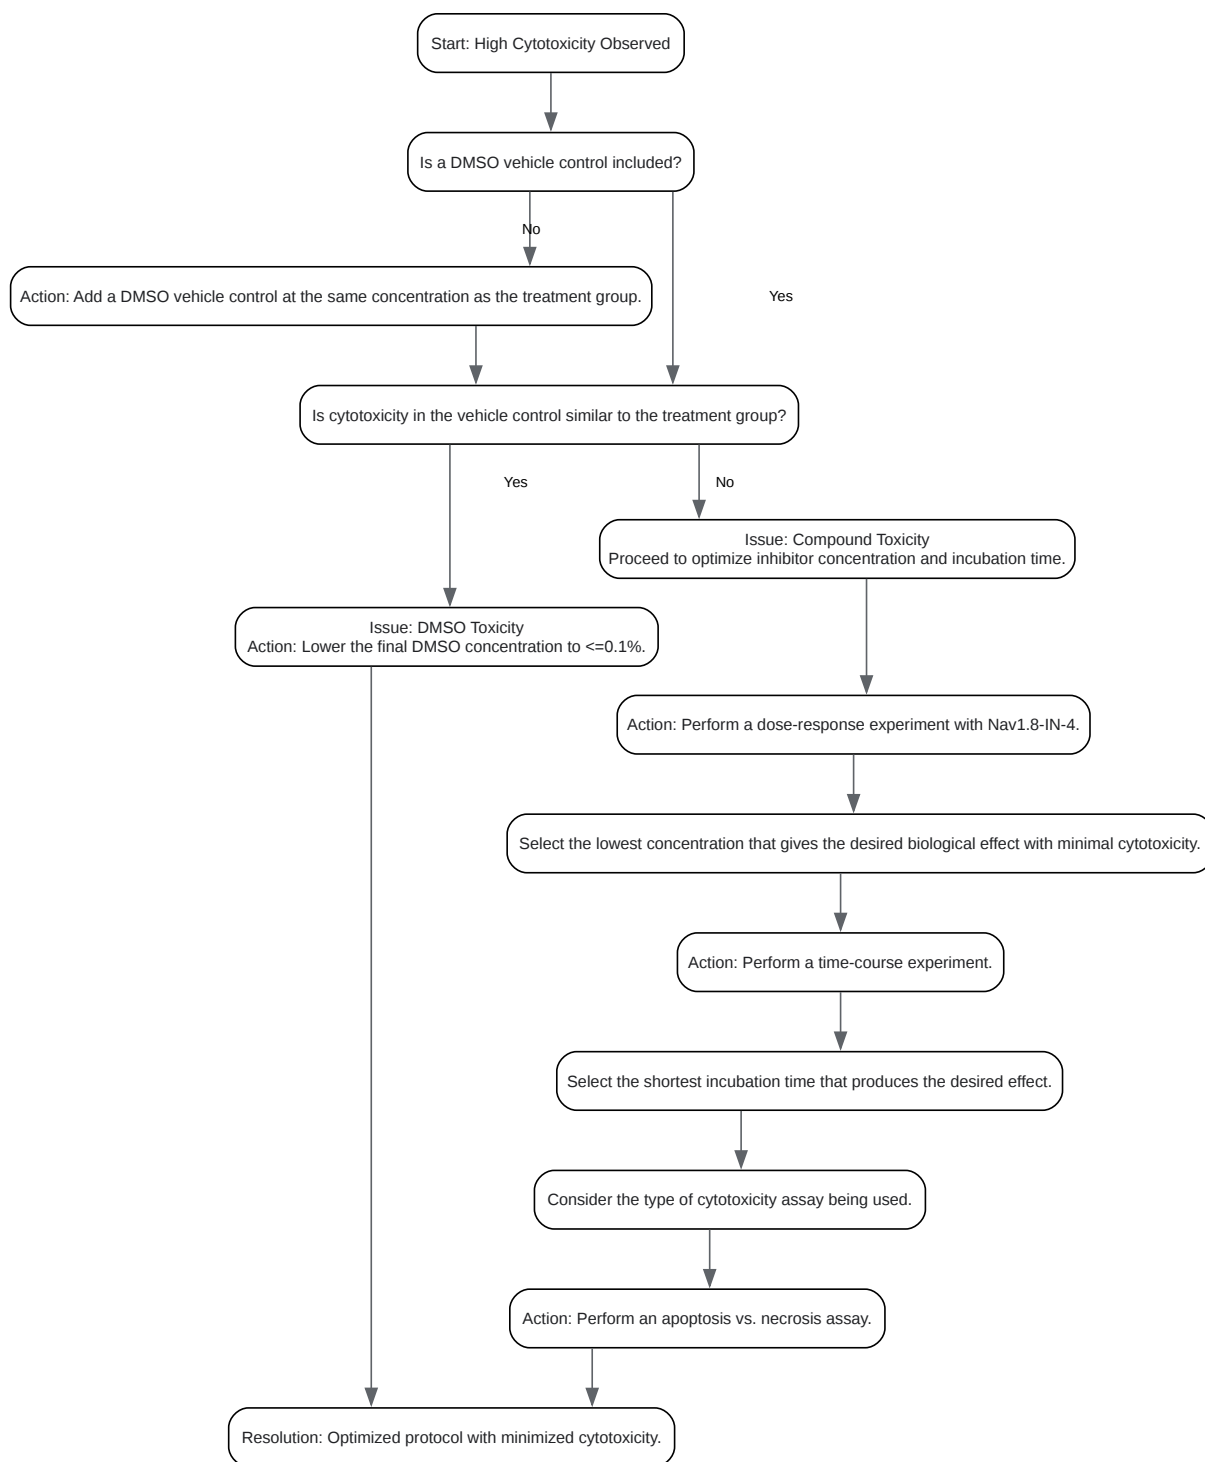 Start: High Cytotoxicity Observed
Is a DMSO vehicle control included?
No
Action: Add a DMSO vehicle control at the same concentration as the treatment group.
Yes
Is cytotoxicity in the vehicle control similar to the treatment group?
Yes
No
Issue: Compound Toxicity
Proceed to optimize inhibitor concentration and incubation time.
Issue: DMSO Toxicity
Action: Lower the final DMSO concentration to <=0.1%.
Action: Perform a dose-response experiment with Nav1.8-IN-4.
Select the lowest concentration that gives the desired biological effect with minimal cytotoxicity.
Action: Perform a time-course experiment.
Select the shortest incubation time that produces the desired effect.
Consider the type of cytotoxicity assay being used.
Action: Perform an apoptosis vs. necrosis assay.
Resolution: Optimized protocol with minimized cytotoxicity.